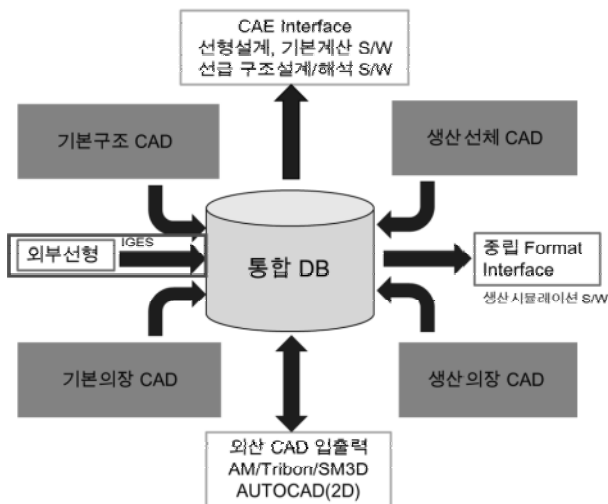 CAE Interface
선형설계, 기본계산 S/W
선급 구조설계/해석 S/W
기본구조 CAD
생산선체 CAD
외부선형
IGES
통합 DB
중립 Format
Interface
생산 시뮬레이션 S/W
기본의장 CAD
생산의장 CAD
외산 CAD 입출력
AM/Tribon/SM3D
AUTOCAD(2D)